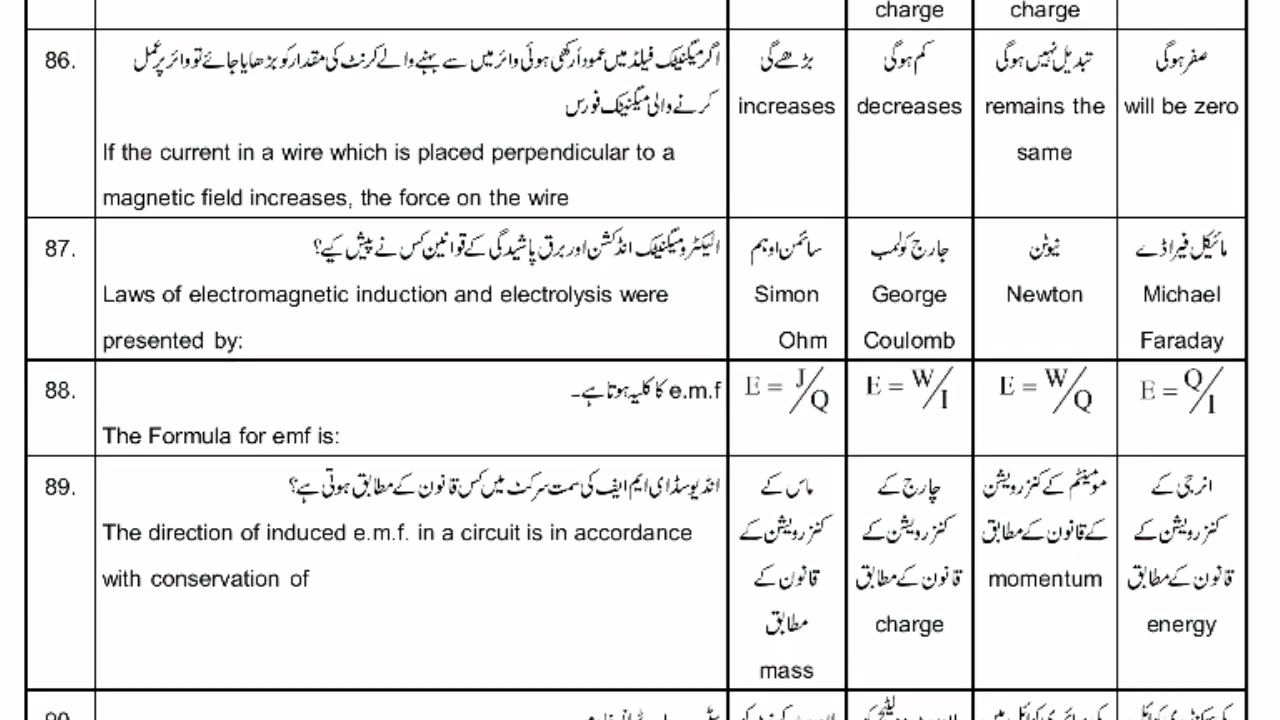 charge
charge
86.
اگر میگنیٹک فیلڈ میں عموداً رکھی ہوئی وائر میں سے بہنے والے کرنٹ کی مقدار کو بڑھایا جائے تو وائر پر عمل
کرنے والی میگنیٹک فورس
If the current in a wire which is placed perpendicular to a
magnetic field increases, the force on the wire
بڑھے گی
increases
کم ہوگی
decreases
تبدیل نہیں ہوگی
remains the
same
صفر ہوگی
will be zero
87.
الیکٹرومیگنیٹک انڈکشن اور برق پاشیدگی کے قوانین کس نے پیش کیے؟
Laws of electromagnetic induction and electrolysis were
presented by:
سائمن اوہم
Simon
Ohm
جارج کولمب
George
Coulomb
نیوٹن
Newton
مائیکل فیراڈے
Michael
Faraday
88.
e.m.f کا کلیہ ہوتا ہے۔
The Formula for emf is:
E = J/Q
E = W/I
E = W/Q
E = Q/I
89.
انڈیوسڈ ای ایم ایف کی سمت سرکٹ میں کس قانون کے مطابق ہوتی ہے؟
The direction of induced e.m.f. in a circuit is in accordance
with conservation of
ماس کے
کنزرویشن کے
قانون کے
مطابق
mass
چارج کے
کنزرویشن کے
قانون کے مطابق
charge
مومینٹم کے کنزرویشن
کے قانون کے مطابق
momentum
انرجی کے
کنزرویشن کے
قانون کے مطابق
energy
90.